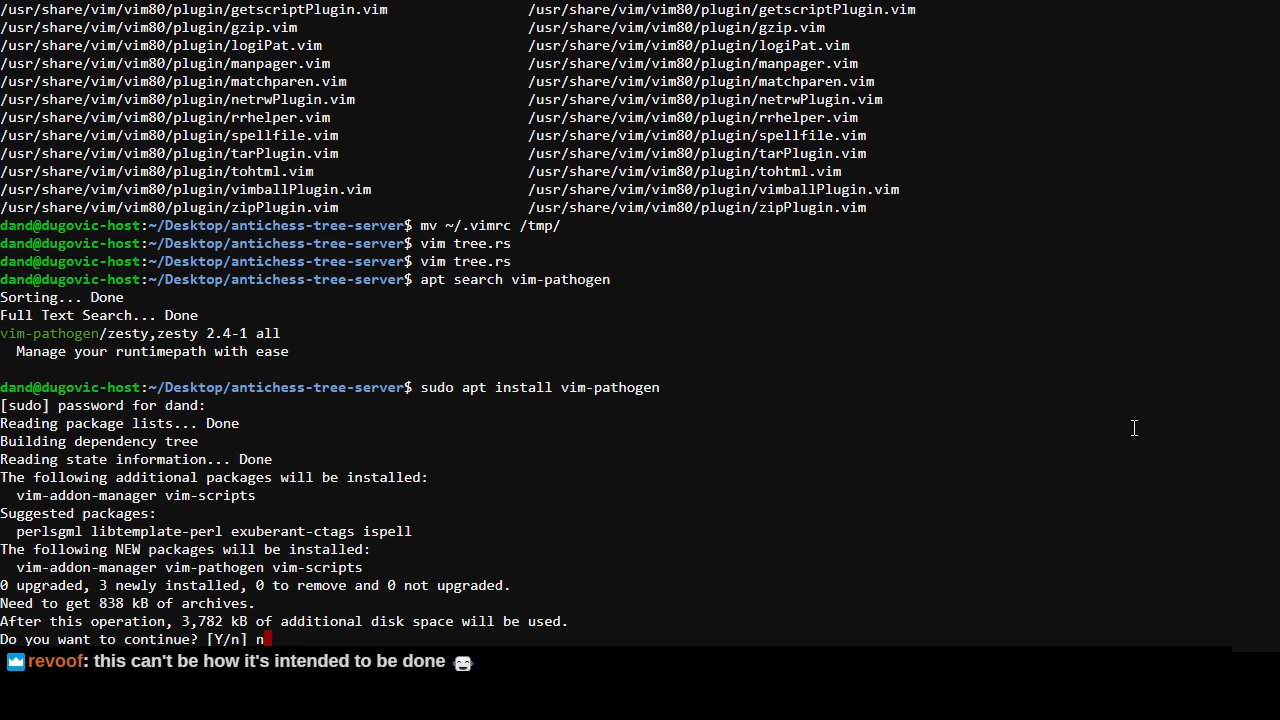 /usr/share/vim/vim80/plugin/getscriptPlugin.vim /usr/share/vim/vim80/plugin/getscriptPlugin.vim
/usr/share/vim/vim80/plugin/gzip.vim /usr/share/vim/vim80/plugin/gzip.vim
/usr/share/vim/vim80/plugin/logiPat.vim /usr/share/vim/vim80/plugin/logiPat.vim
/usr/share/vim/vim80/plugin/manpager.vim /usr/share/vim/vim80/plugin/manpager.vim
/usr/share/vim/vim80/plugin/matchparen.vim /usr/share/vim/vim80/plugin/matchparen.vim
/usr/share/vim/vim80/plugin/netrwPlugin.vim /usr/share/vim/vim80/plugin/netrwPlugin.vim
/usr/share/vim/vim80/plugin/rrhelper.vim /usr/share/vim/vim80/plugin/rrhelper.vim
/usr/share/vim/vim80/plugin/spellfile.vim /usr/share/vim/vim80/plugin/spellfile.vim
/usr/share/vim/vim80/plugin/tarPlugin.vim /usr/share/vim/vim80/plugin/tarPlugin.vim
/usr/share/vim/vim80/plugin/tohtml.vim /usr/share/vim/vim80/plugin/tohtml.vim
/usr/share/vim/vim80/plugin/vimballPlugin.vim /usr/share/vim/vim80/plugin/vimballPlugin.vim
/usr/share/vim/vim80/plugin/zipPlugin.vim /usr/share/vim/vim80/plugin/zipPlugin.vim
dand@dugovic-host:~/Desktop/antichess-tree-server$ mv ~/.vimrc /tmp/
dand@dugovic-host:~/Desktop/antichess-tree-server$ vim tree.rs
dand@dugovic-host:~/Desktop/antichess-tree-server$ vim tree.rs
dand@dugovic-host:~/Desktop/antichess-tree-server$ apt search vim-pathogen
Sorting... Done
Full Text Search... Done
vim-pathogen/zesty,zesty 2.4-1 all
Manage your runtimepath with ease
dand@dugovic-host:~/Desktop/antichess-tree-server$ sudo apt install vim-pathogen
[sudo] password for dand:
Reading package lists... Done
Building dependency tree
Reading state information... Done
The following additional packages will be installed:
vim-addon-manager vim-scripts
Suggested packages:
perlsgml libtemplate-perl exuberant-ctags ispell
The following NEW packages will be installed:
vim-addon-manager vim-pathogen vim-scripts
0 upgraded, 3 newly installed, 0 to remove and 0 not upgraded.
Need to get 838 kB of archives.
After this operation, 3,782 kB of additional disk space will be used.
Do you want to continue? [Y/n] n
revoof: this can't be how it's intended to be done